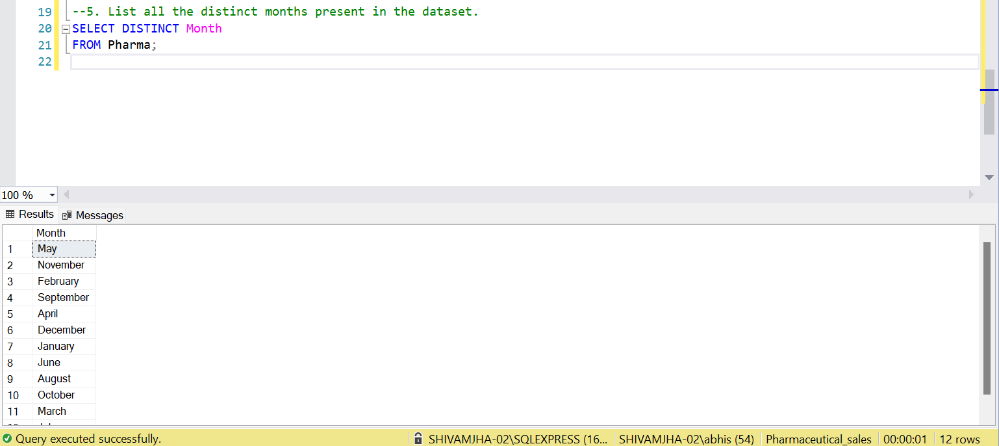 19 --5. List all the distinct months present in the dataset.
20 SELECT DISTINCT Month
21 FROM Pharma;
22
100 %
Results Messages
Month
1 May
2 November
3 February
4 September
5 April
6 December
7 January
8 June
9 August
10 October
11 March
Query executed successfully. SHIVAMJHA-02\SQLEXPRESS (16... SHIVAMJHA-02\abhis (54) Pharmaceutical_sales 00:00:01 12 rows